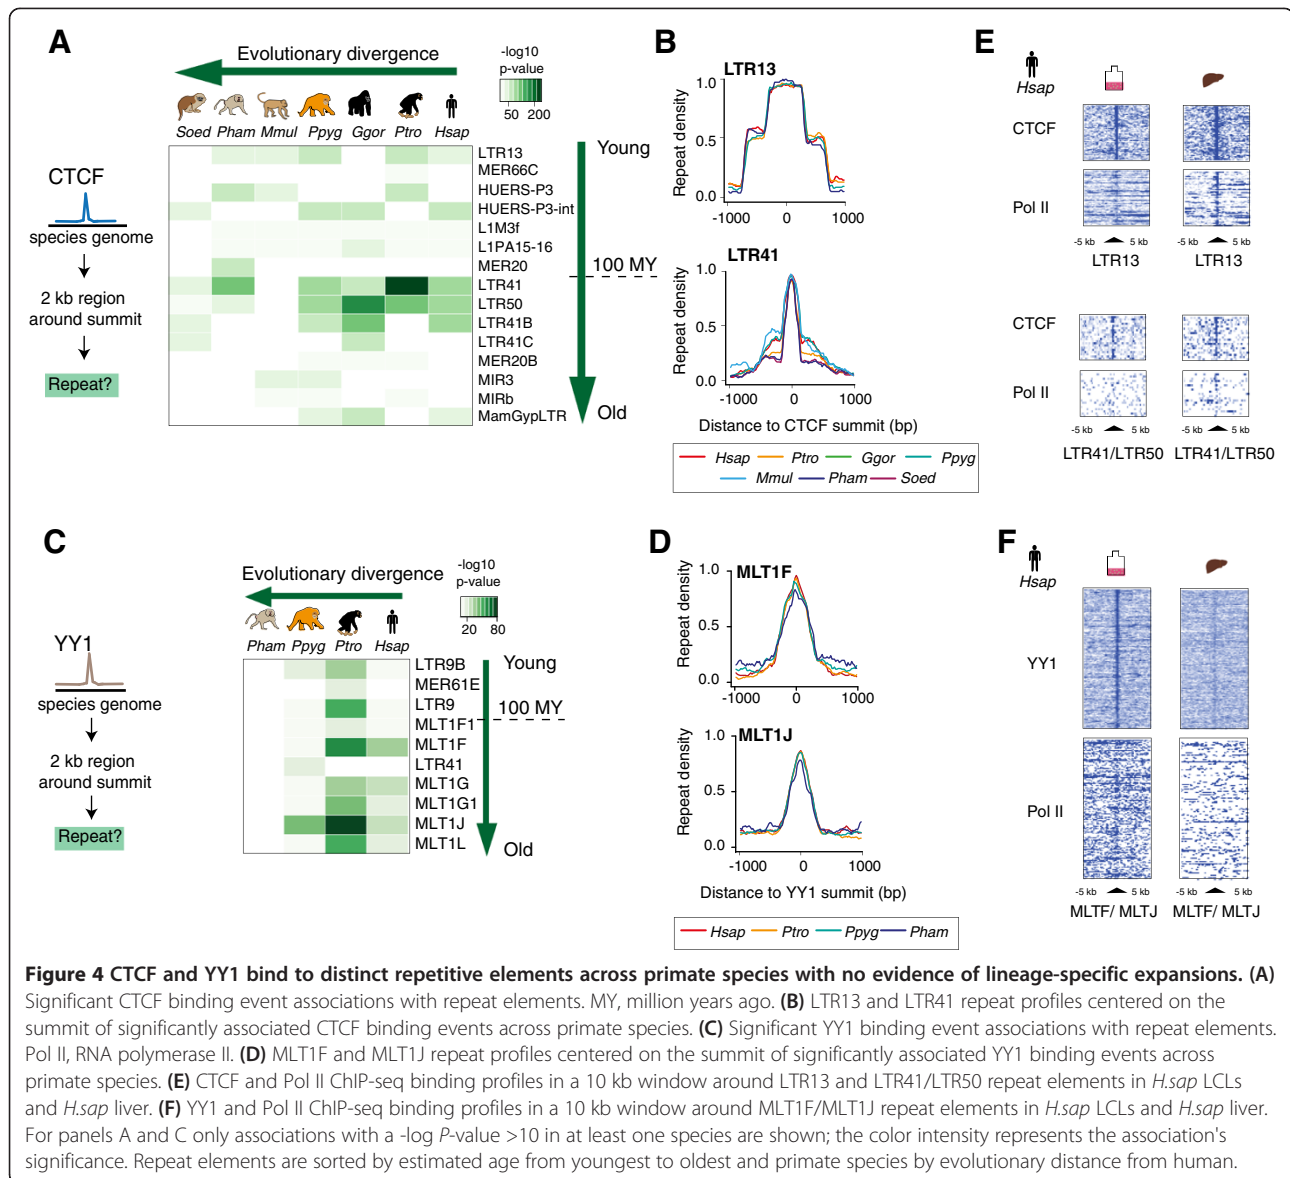 A
Evolutionary divergence
-log10
p-value
50 200
Soed Pham Mmul Ppyg Ggor Ptro Hsap
CTCF
species genome
2 kb region
around summit
Repeat?
LTR13
MER66C
HUERS-P3
HUERS-P3-int
L1M3f
L1PA15-16
MER20
LTR41
LTR50
LTR41B
LTR41C
MER20B
MIR3
MIRb
MamGypLTR
Young
100 MY
Old
B
LTR13
Repeat density
1.0
0.5
0.0
-1000 0 1000
LTR41
Repeat density
1.0
0.5
0.0
-1000 0 1000
Distance to CTCF summit (bp)
Hsap Ptro Ggor Ppyg
Mmul Pham Soed
E
Hsap
CTCF
Pol II
-5 kb 5 kb -5 kb 5 kb
LTR13 LTR13
CTCF
Pol II
-5 kb 5 kb -5 kb 5 kb
LTR41/LTR50 LTR41/LTR50
C
Evolutionary divergence
-log10
p-value
20 80
Pham Ppyg Ptro Hsap
YY1
species genome
2 kb region
around summit
Repeat?
LTR9B
MER61E
LTR9
MLT1F1
MLT1F
LTR41
MLT1G
MLT1G1
MLT1J
MLT1L
Young
100 MY
Old
D
MLT1F
Repeat density
1.0
0.5
0.0
-1000 0 1000
MLT1J
Repeat density
1.0
0.5
0.0
-1000 0 1000
Distance to YY1 summit (bp)
Hsap Ptro Ppyg Pham
F
Hsap
YY1
Pol II
-5 kb 5 kb -5 kb 5 kb
MLTF/ MLTJ MLTF/ MLTJ
Figure 4 CTCF and YY1 bind to distinct repetitive elements across primate species with no evidence of lineage-specific expansions. (A)
Significant CTCF binding event associations with repeat elements. MY, million years ago. (B) LTR13 and LTR41 repeat profiles centered on the
summit of significantly associated CTCF binding events across primate species. (C) Significant YY1 binding event associations with repeat elements.
Pol II, RNA polymerase II. (D) MLT1F and MLT1J repeat profiles centered on the summit of significantly associated YY1 binding events across
primate species. (E) CTCF and Pol II ChIP-seq binding profiles in a 10 kb window around LTR13 and LTR41/LTR50 repeat elements in H.sap LCLs
and H.sap liver. (F) YY1 and Pol II ChIP-seq binding profiles in a 10 kb window around MLT1F/MLT1J repeat elements in H.sap LCLs and H.sap liver.
For panels A and C only associations with a -log P-value >10 in at least one species are shown; the color intensity represents the association's
significance. Repeat elements are sorted by estimated age from youngest to oldest and primate species by evolutionary distance from human.